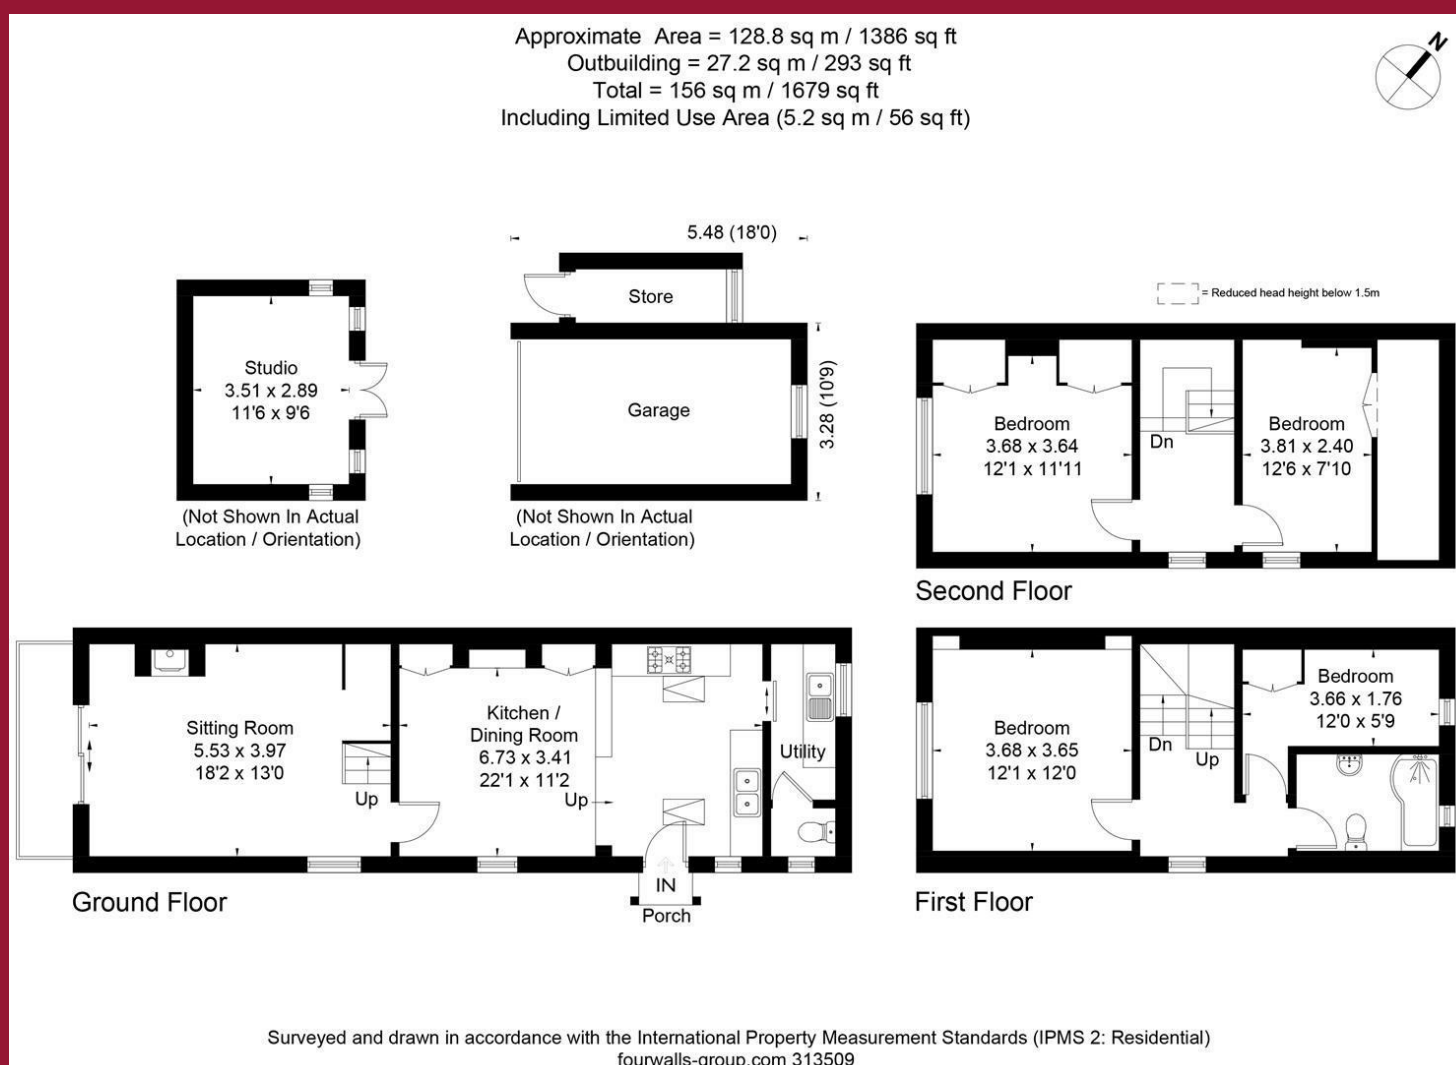 Approximate Area = 128.8 sq m / 1386 sq ft
Outbuilding = 27.2 sq m / 293 sq ft
Total = 156 sq m / 1679 sq ft
Including Limited Use Area (5.2 sq m / 56 sq ft)
N
5.48 (18'0)
Store
Studio
3.51 x 2.89
11'6 x 9'6
Garage
3.28 (10'9)
(Not Shown In Actual
Location / Orientation)
(Not Shown In Actual
Location / Orientation)
= Reduced head height below 1.5m
Bedroom
3.68 x 3.64
12'1 x 11'11
Dn
Bedroom
3.81 x 2.40
12'6 x 7'10
Second Floor
Sitting Room
5.53 x 3.97
18'2 x 13'0
Up
Kitchen /
Dining Room
6.73 x 3.41
22'1 x 11'2
Up
Utility
IN
Porch
Ground Floor
Bedroom
3.68 x 3.65
12'1 x 12'0
Dn
Up
Bedroom
3.66 x 1.76
12'0 x 5'9
First Floor
Surveyed and drawn in accordance with the International Property Measurement Standards (IPMS 2: Residential)
fourwalls-group.com 313509